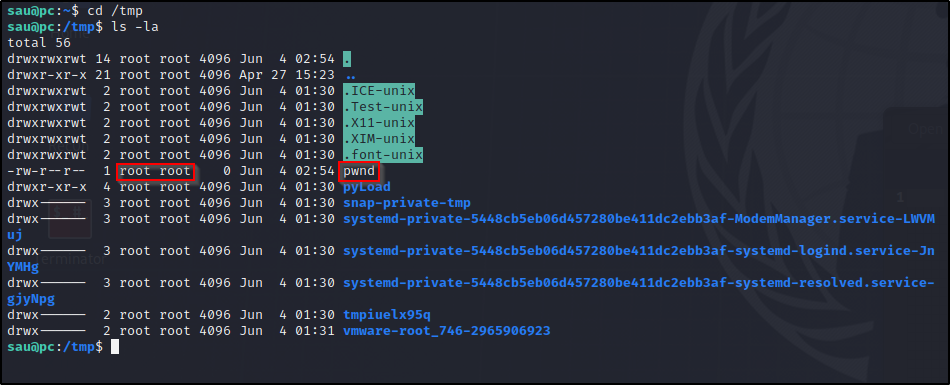 sau@pc:~$ cd /tmp
sau@pc:/tmp$ ls -la
total 56
drwxrwxrwt 14 root root 4096 Jun  4 02:54 .
drwxr-xr-x 21 root root 4096 Apr 27 15:23 ..
drwxrwxrwt  2 root root 4096 Jun  4 01:30 .ICE-unix
drwxrwxrwt  2 root root 4096 Jun  4 01:30 .Test-unix
drwxrwxrwt  2 root root 4096 Jun  4 01:30 .X11-unix
drwxrwxrwt  2 root root 4096 Jun  4 01:30 .XIM-unix
drwxrwxrwt  2 root root 4096 Jun  4 01:30 .font-unix
-rw-r--r--  1 root root    0 Jun  4 02:54 pwnd
drwxr-xr-x  4 root root 4096 Jun  4 01:30 pyLoad
drwx------  3 root root 4096 Jun  4 01:30 snap-private-tmp
drwx------  3 root root 4096 Jun  4 01:30 systemd-private-5448cb5eb06d457280be411dc2ebb3af-ModemManager.service-LWVM
uj
drwx------  3 root root 4096 Jun  4 01:30 systemd-private-5448cb5eb06d457280be411dc2ebb3af-systemd-logind.service-Jn
YMHg
drwx------  3 root root 4096 Jun  4 01:30 systemd-private-5448cb5eb06d457280be411dc2ebb3af-systemd-resolved.service-
gjyNpg
drwx------  2 root root 4096 Jun  4 01:30 tmpiuelx95q
drwx------  2 root root 4096 Jun  4 01:31 vmware-root_746-2965906923
sau@pc:/tmp$